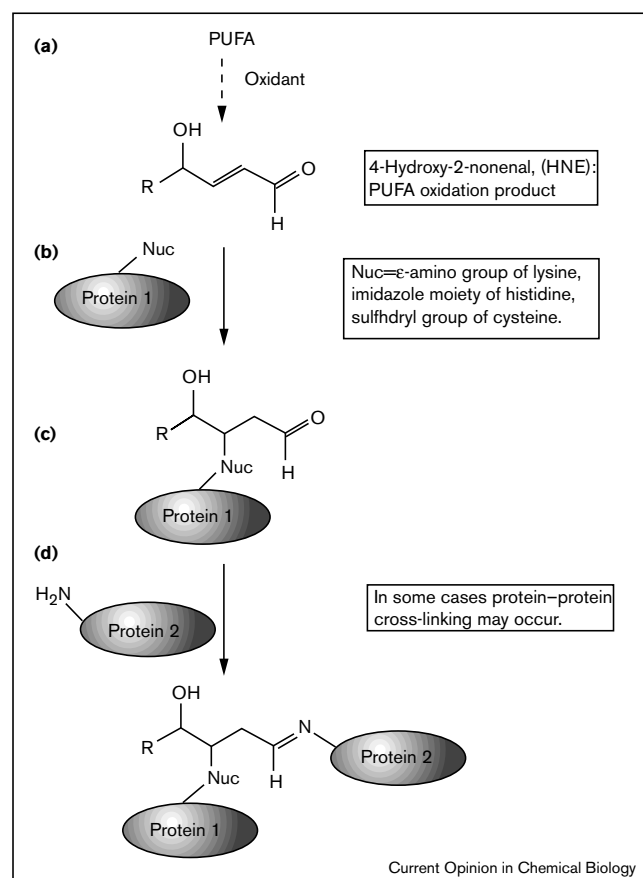 (a)
PUFA
Oxidant
OH
R
O
H
4-Hydroxy-2-nonenal, (HNE):
PUFA oxidation product
(b)
Nuc
Protein 1
Nuc=ε-amino group of lysine,
imidazole moiety of histidine,
sulfhdryl group of cysteine.
OH
O
R
(c)
H
Nuc
Protein 1
(d)
H2N
Protein 2
In some cases protein–protein
cross-linking may occur.
OH
N
R
Protein 2
H
Nuc
Protein 1
Current Opinion in Chemical Biology